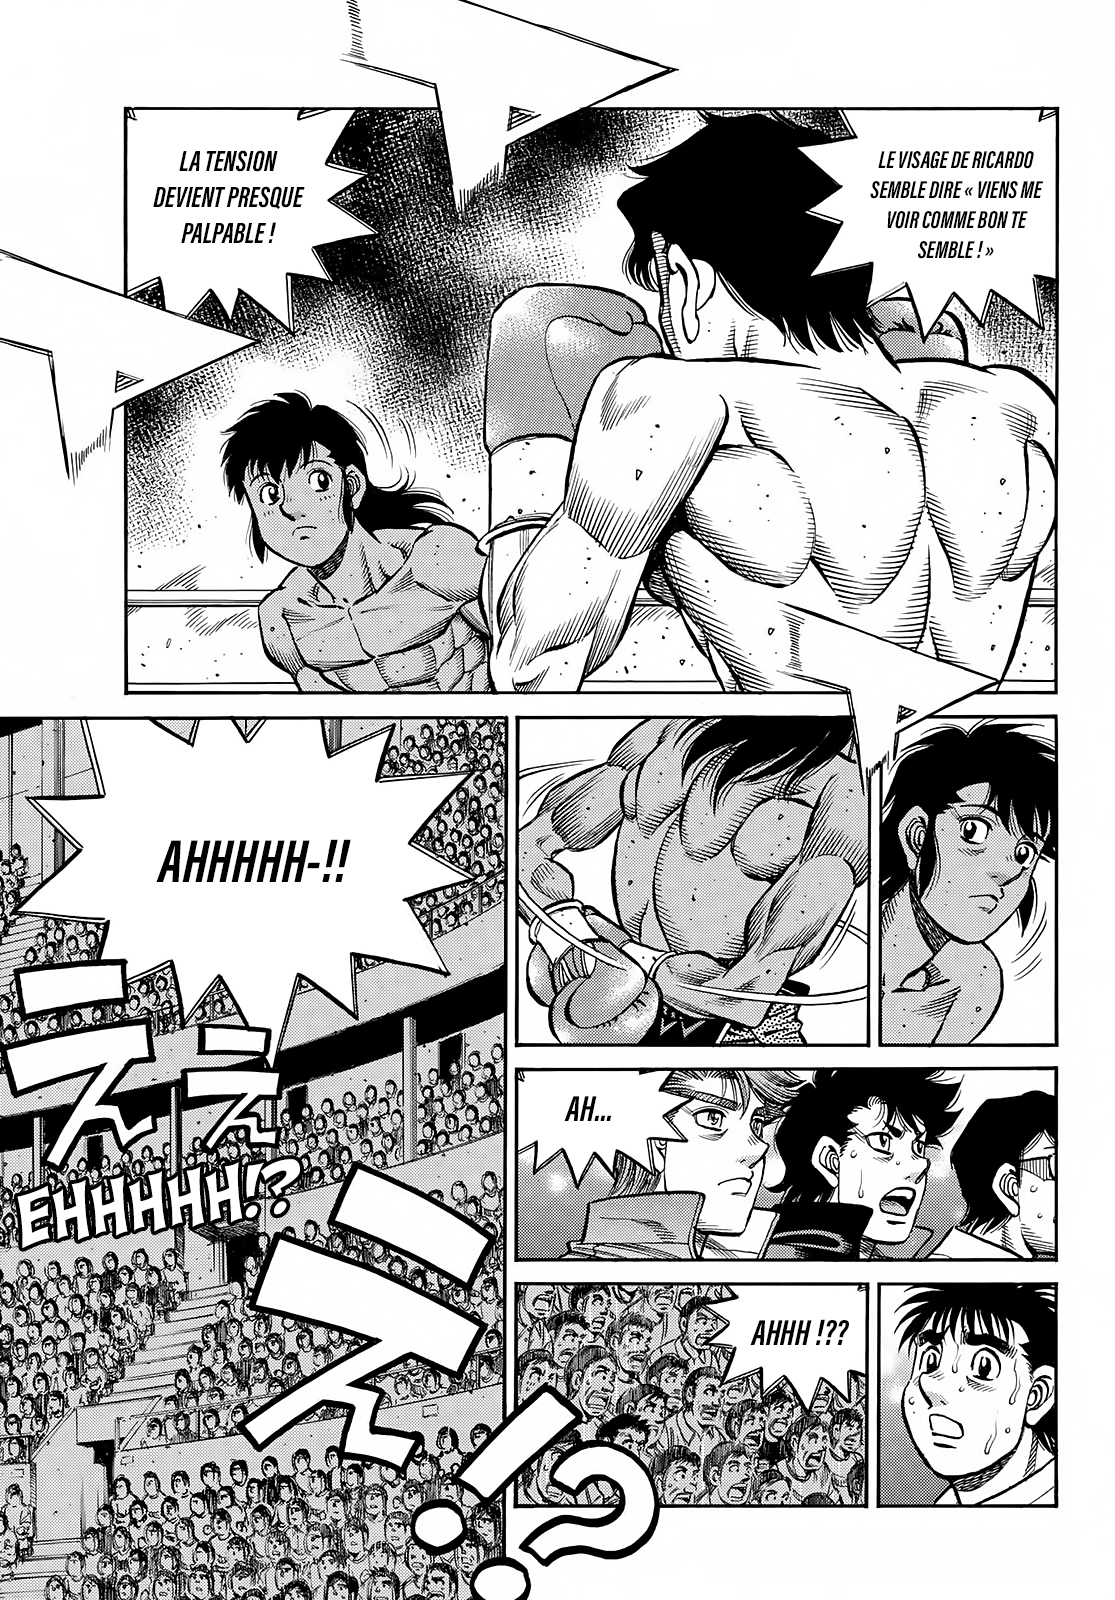 LE VISAGE DE RICARDO
SEMBLE DIRE « VIENS ME
VOIR COMME BON TE
SEMBLE ! »
LA TENSION
DEVIENT PRESQUE
PALPABLE !
AH...
AHHH !??
AHHHHH-!!
ええ
EHHHHH!?
え!?